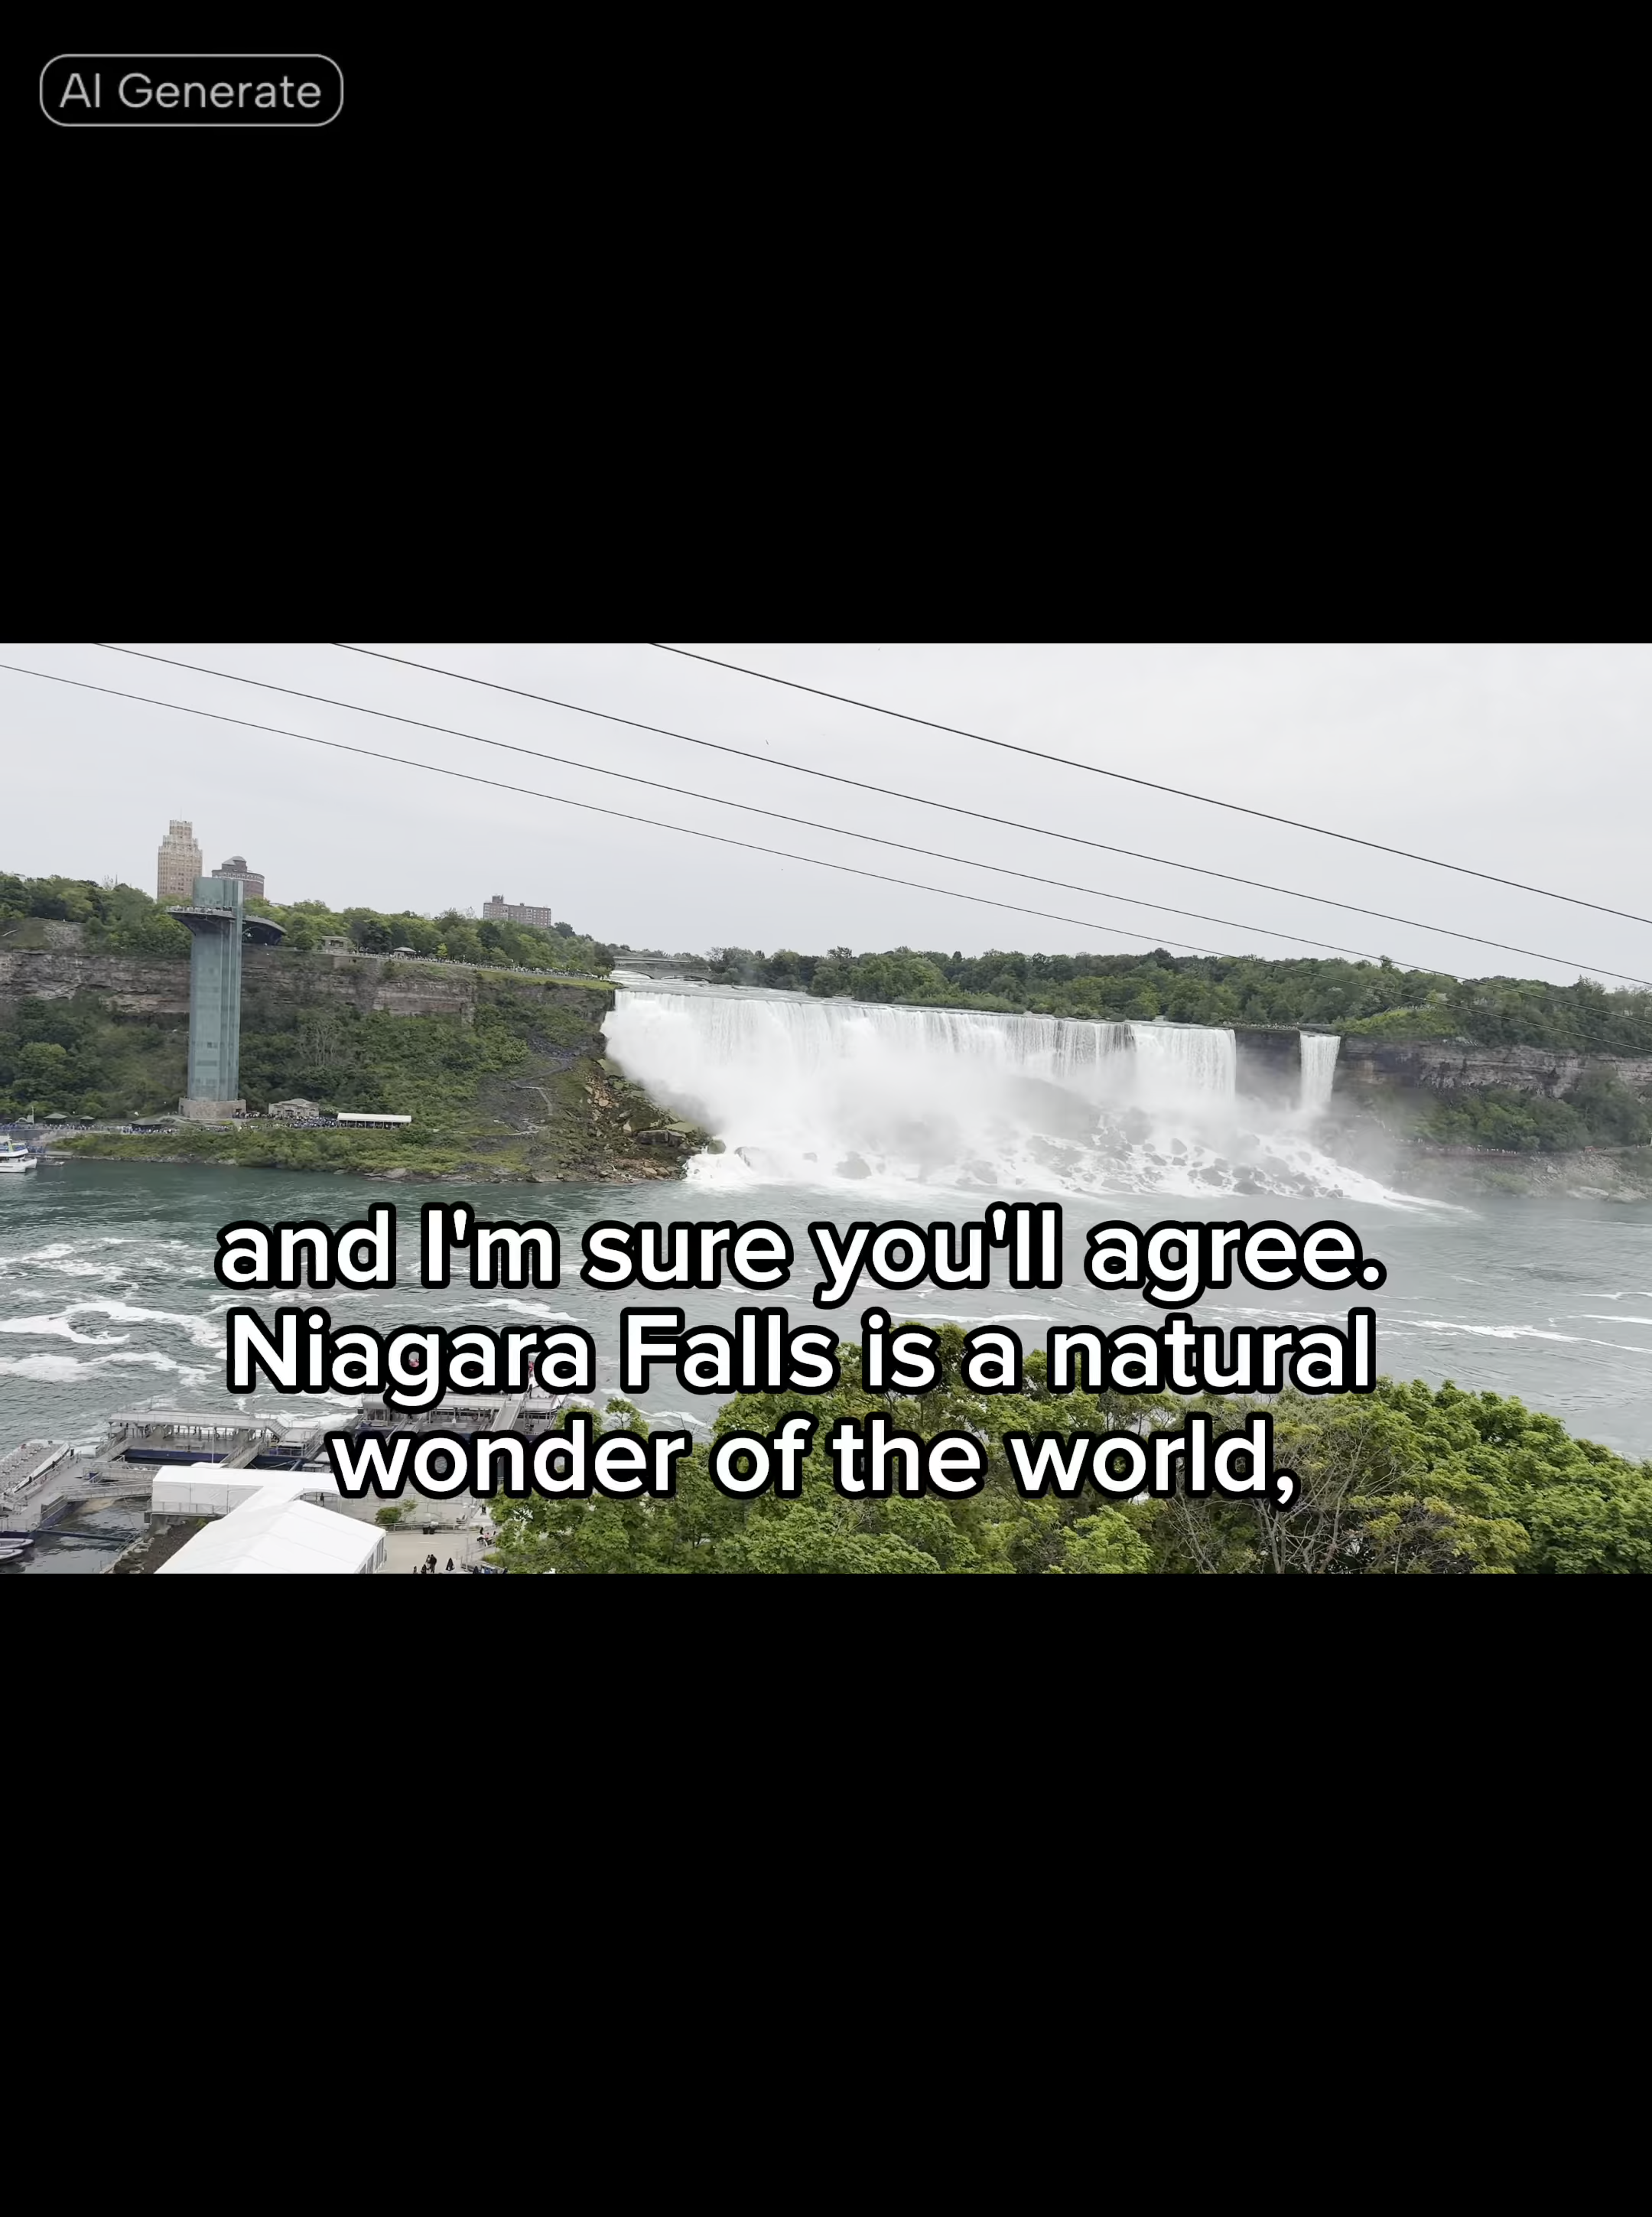 AI Generate
and I'm sure you'll agree.
Niagara Falls is a natural
wonder of the world,